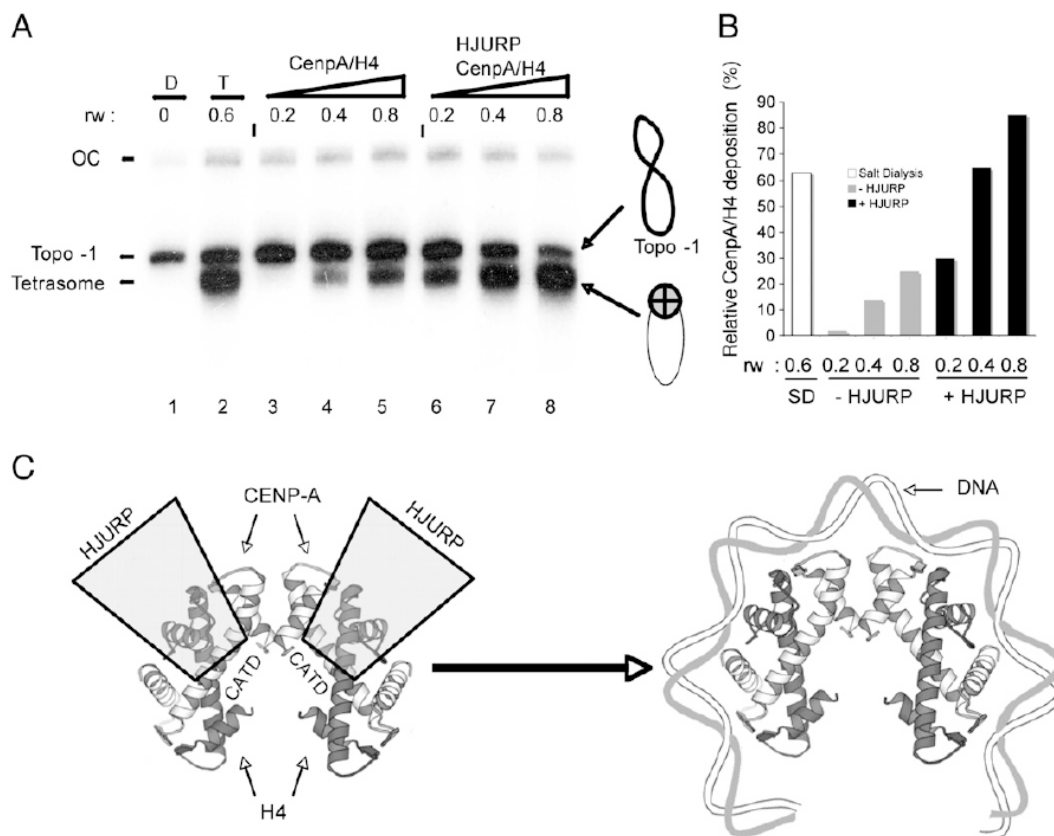 A
D T CenpA/H4 HJURP CenpA/H4
rw : 0 0.6 0.2 0.4 0.8 0.2 0.4 0.8
OC
Topo -1
Tetrasome
Topo -1
1 2 3 4 5 6 7 8
B
Relative CenpA/H4 deposition (%)
90
80
70
60
50
40
30
20
10
0
Salt Dialysis
- HJURP
+ HJURP
rw : 0.6 0.2 0.4 0.8 0.2 0.4 0.8
SD - HJURP + HJURP
C
HJURP
CENP-A
HJURP
CATD
CATD
H4
DNA